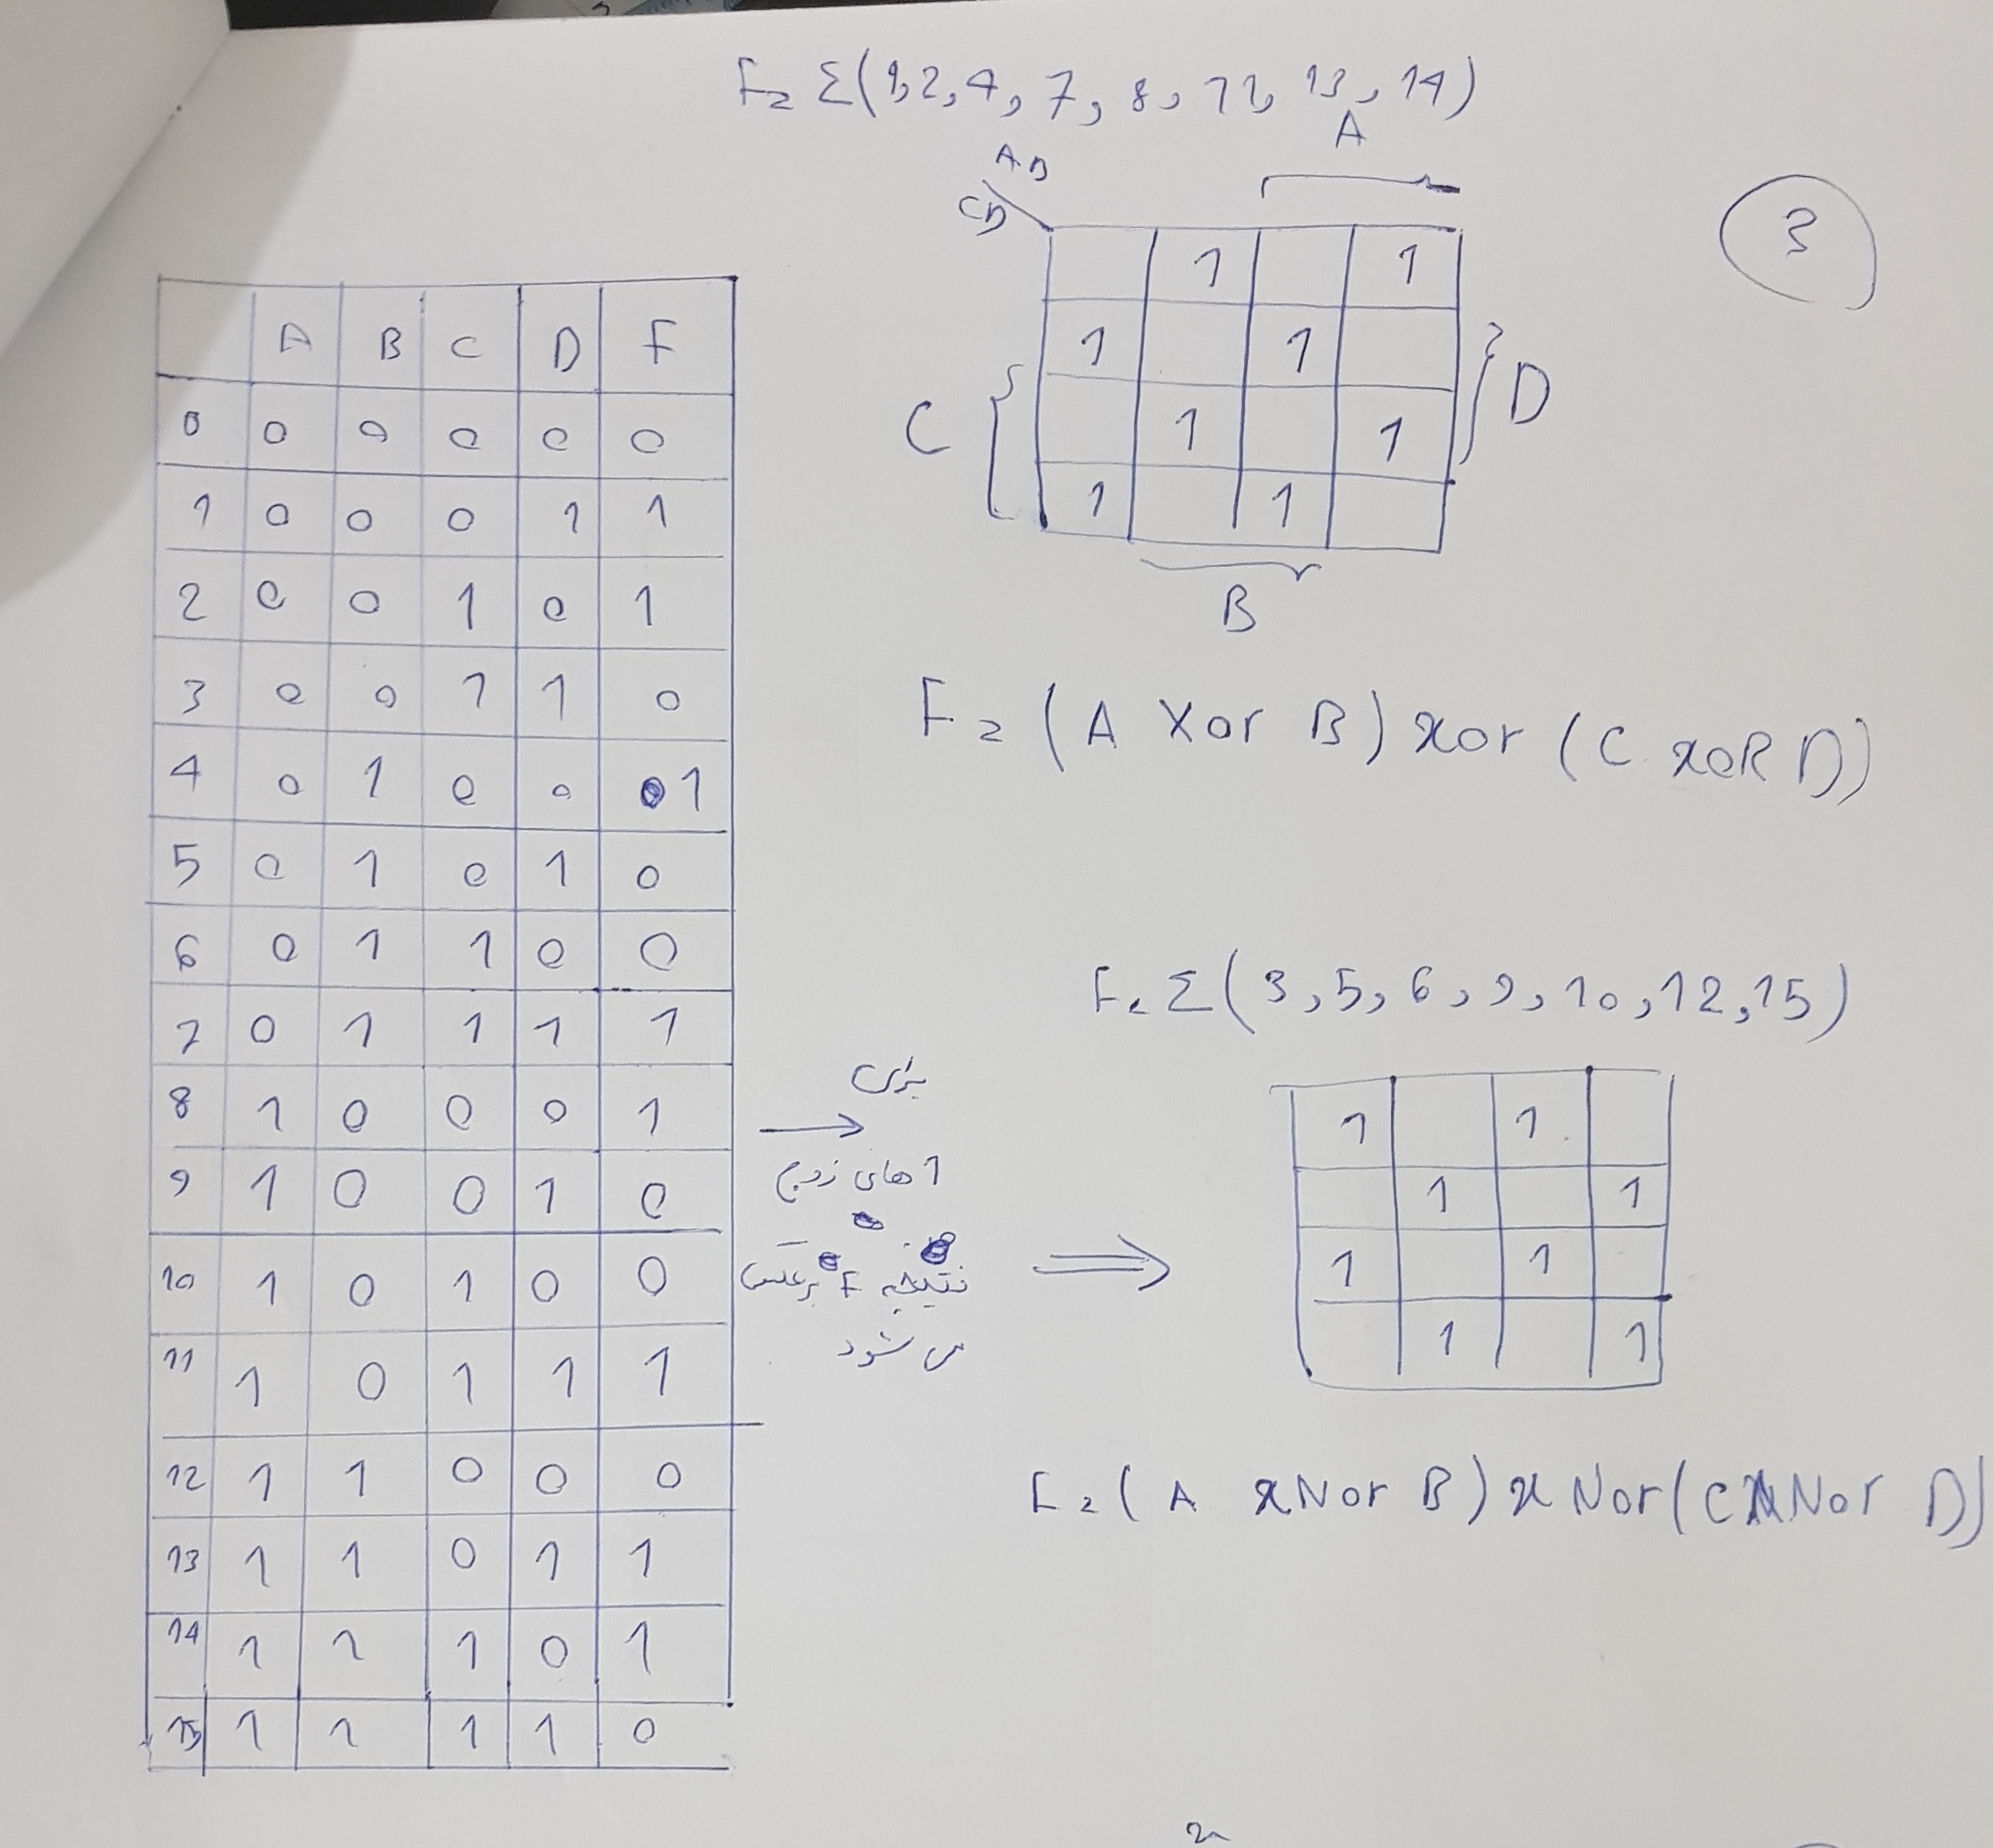 F = Σ(1,2,4,7,8,11,13,14)
A
AB
CD
1 1
1 1
D
C
1 1
1 1
B
3
F = (A Xor B) xor (C xoR D)
A B C D F
0 0 0 0 0 0
1 0 0 0 1 1
2 0 0 1 0 1
3 0 0 1 1 0
4 0 1 0 0 1
5 0 1 0 1 0
6 0 1 1 0 0
7 0 1 1 1 1
8 1 0 0 0 1
9 1 0 0 1 0
10 1 0 1 0 0
11 1 0 1 1 1
12 1 1 0 0 0
13 1 1 0 1 1
14 1 1 1 0 1
15 1 1 1 1 0
برای
1 های زوج
نتیجه F برعکس
می شود
F = Σ(3,5,6,9,10,12,15)
1 1
1 1
1 1
1 1
F = (A xNor B) xNor (C XNor D)